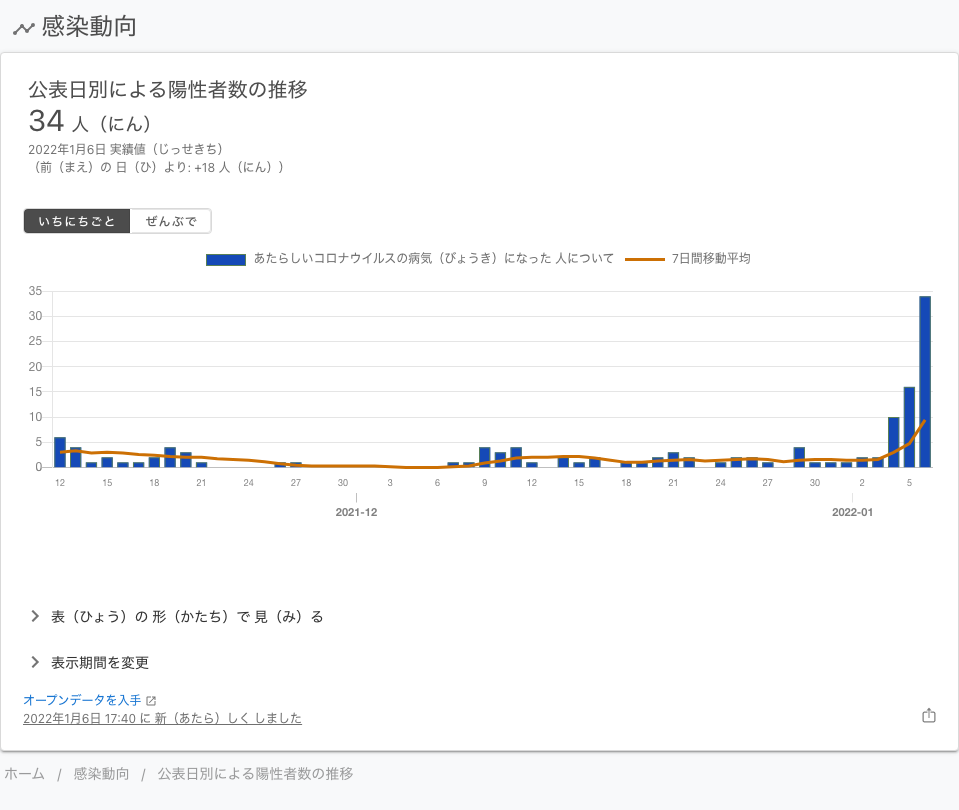 感染動向
公表日別による陽性者数の推移
34 人（にん）
2022年1月6日 実績値（じっせきち）
（前（まえ）の 日（ひ）より: +18 人（にん））
いちにちごと ぜんぶで
あたらしいコロナウイルスの病気（びょうき）になった 人について 7日間移動平均
35
30
25
20
15
10
5
0
12 15 18 21 24 27 30 3 6 9 12 15 18 21 24 27 30 2 5
2021-12 2022-01
表（ひょう）の 形（かたち）で 見（み）る
表示期間を変更
オープンデータを入手
2022年1月6日 17:40 に 新（あたら）しく しました
ホーム / 感染動向 / 公表日別による陽性者数の推移